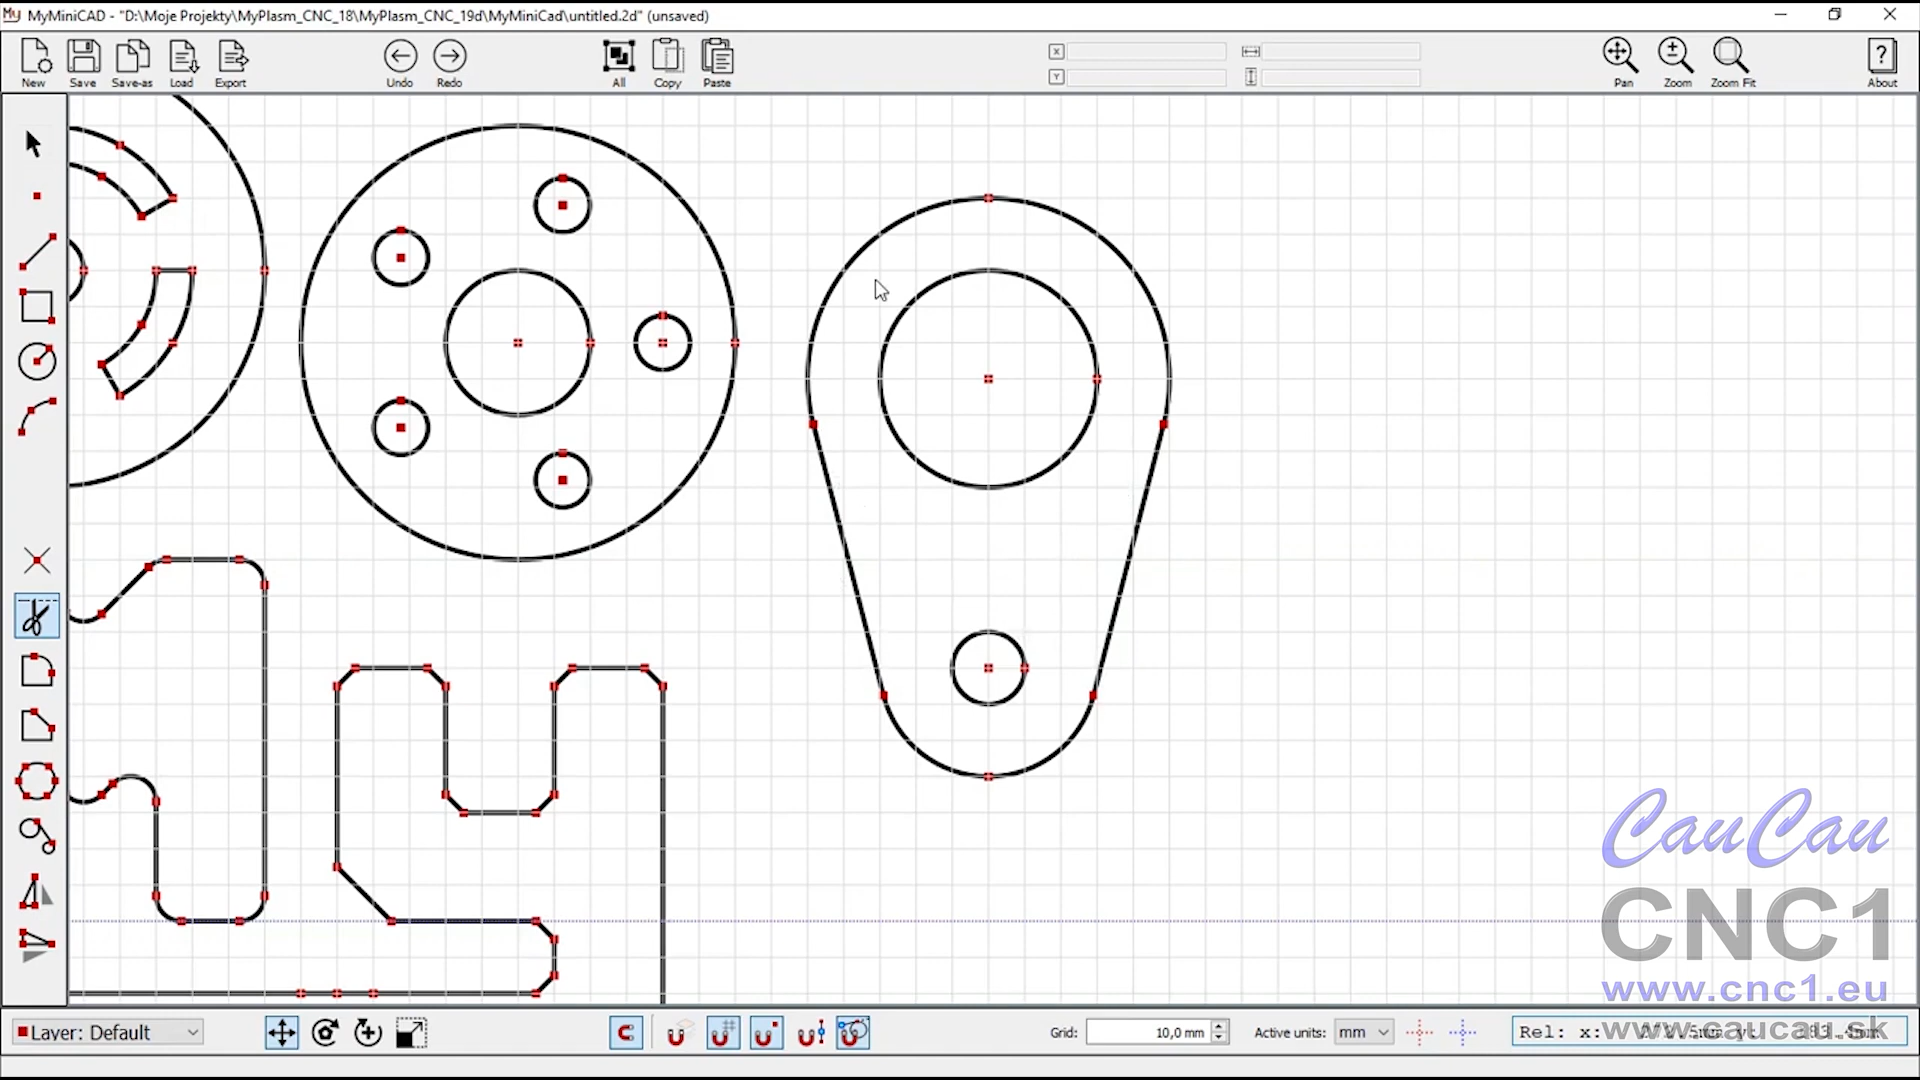 My MyMiniCAD - "D:\Moje Projekty\MyPlasm_CNC_18\MyPlasm_CNC_19d\MyMiniCad\untitled.2d" (unsaved)
New Save Save-as Load Export Undo Redo All Copy Paste X Y Pan Zoom Zoom Fit ? About
CauCau
CNC1
www.cnc1.eu
www.caucau.sk
Layer: Default Grid: 10,0 mm Active units: mm Rel: x: